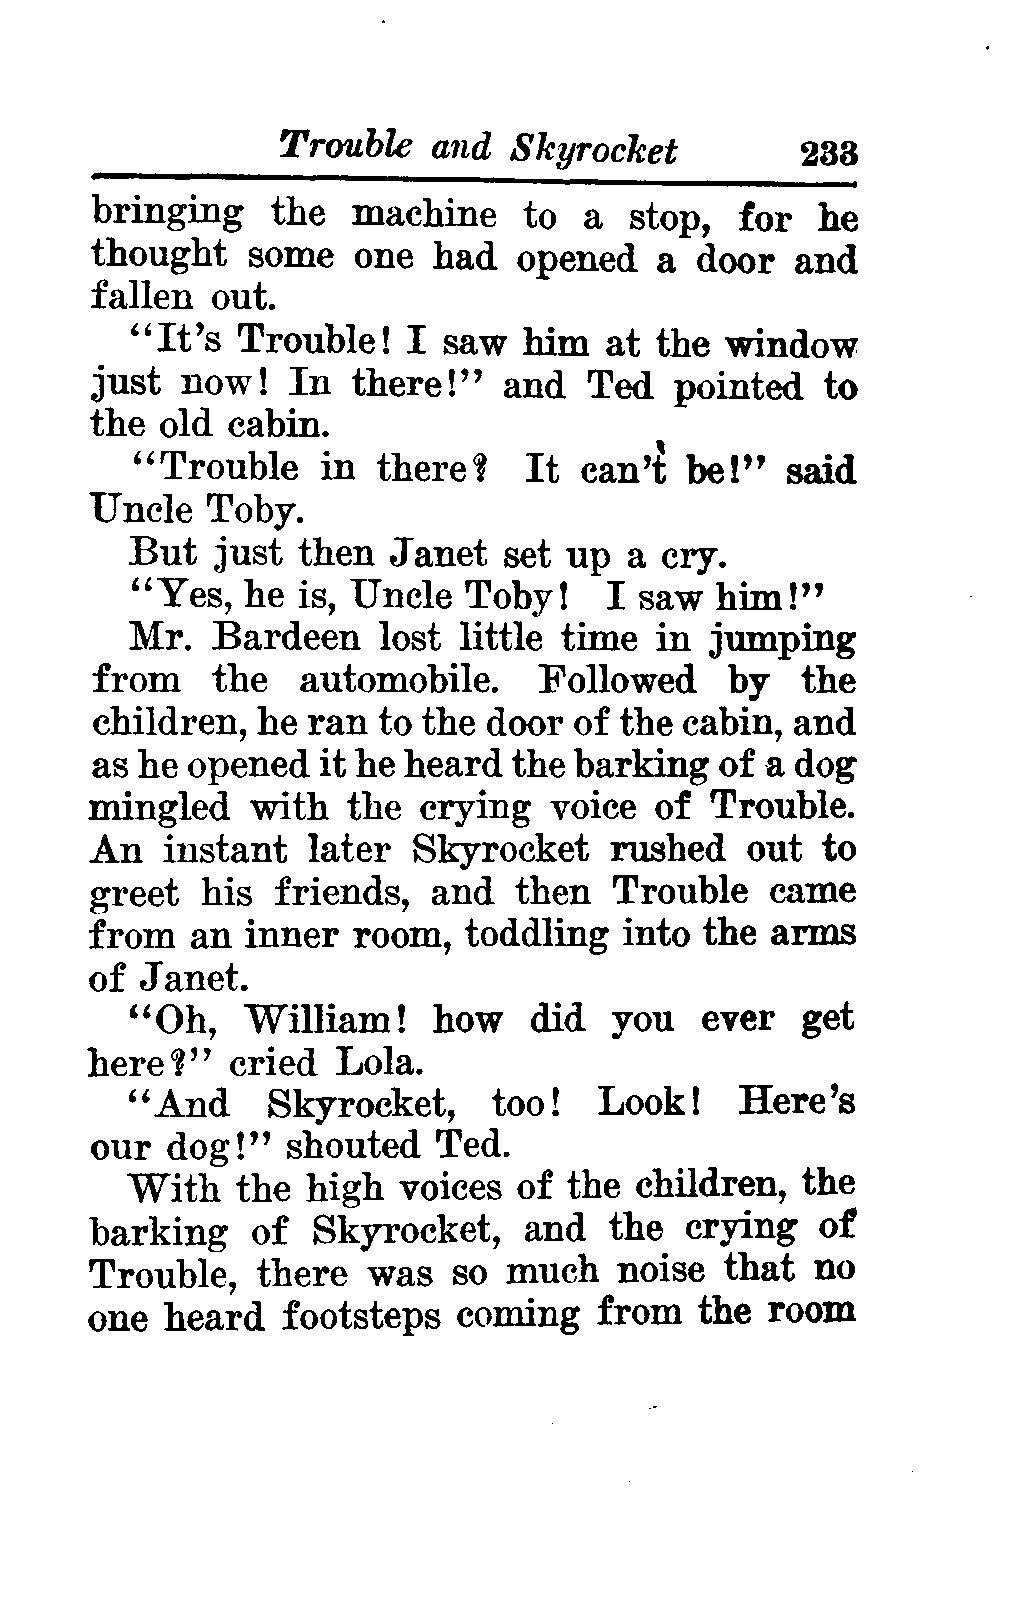 Trouble and Skyrocket 233
bringing the machine to a stop, for he
thought some one had opened a door and
fallen out.
"It's Trouble! I saw him at the window
just now! In there!" and Ted pointed to
the old cabin.
"Trouble in there? It can't be!" said
Uncle Toby.
But just then Janet set up a cry.
"Yes, he is, Uncle Toby! I saw him!"
Mr. Bardeen lost little time in jumping
from the automobile. Followed by the
children, he ran to the door of the cabin, and
as he opened it he heard the barking of a dog
mingled with the crying voice of Trouble.
An instant later Skyrocket rushed out to
greet his friends, and then Trouble came
from an inner room, toddling into the arms
of Janet.
"Oh, William! how did you ever get
here?" cried Lola.
"And Skyrocket, too! Look! Here's
our dog!" shouted Ted.
With the high voices of the children, the
barking of Skyrocket, and the crying of
Trouble, there was so much noise that no
one heard footsteps coming from the room